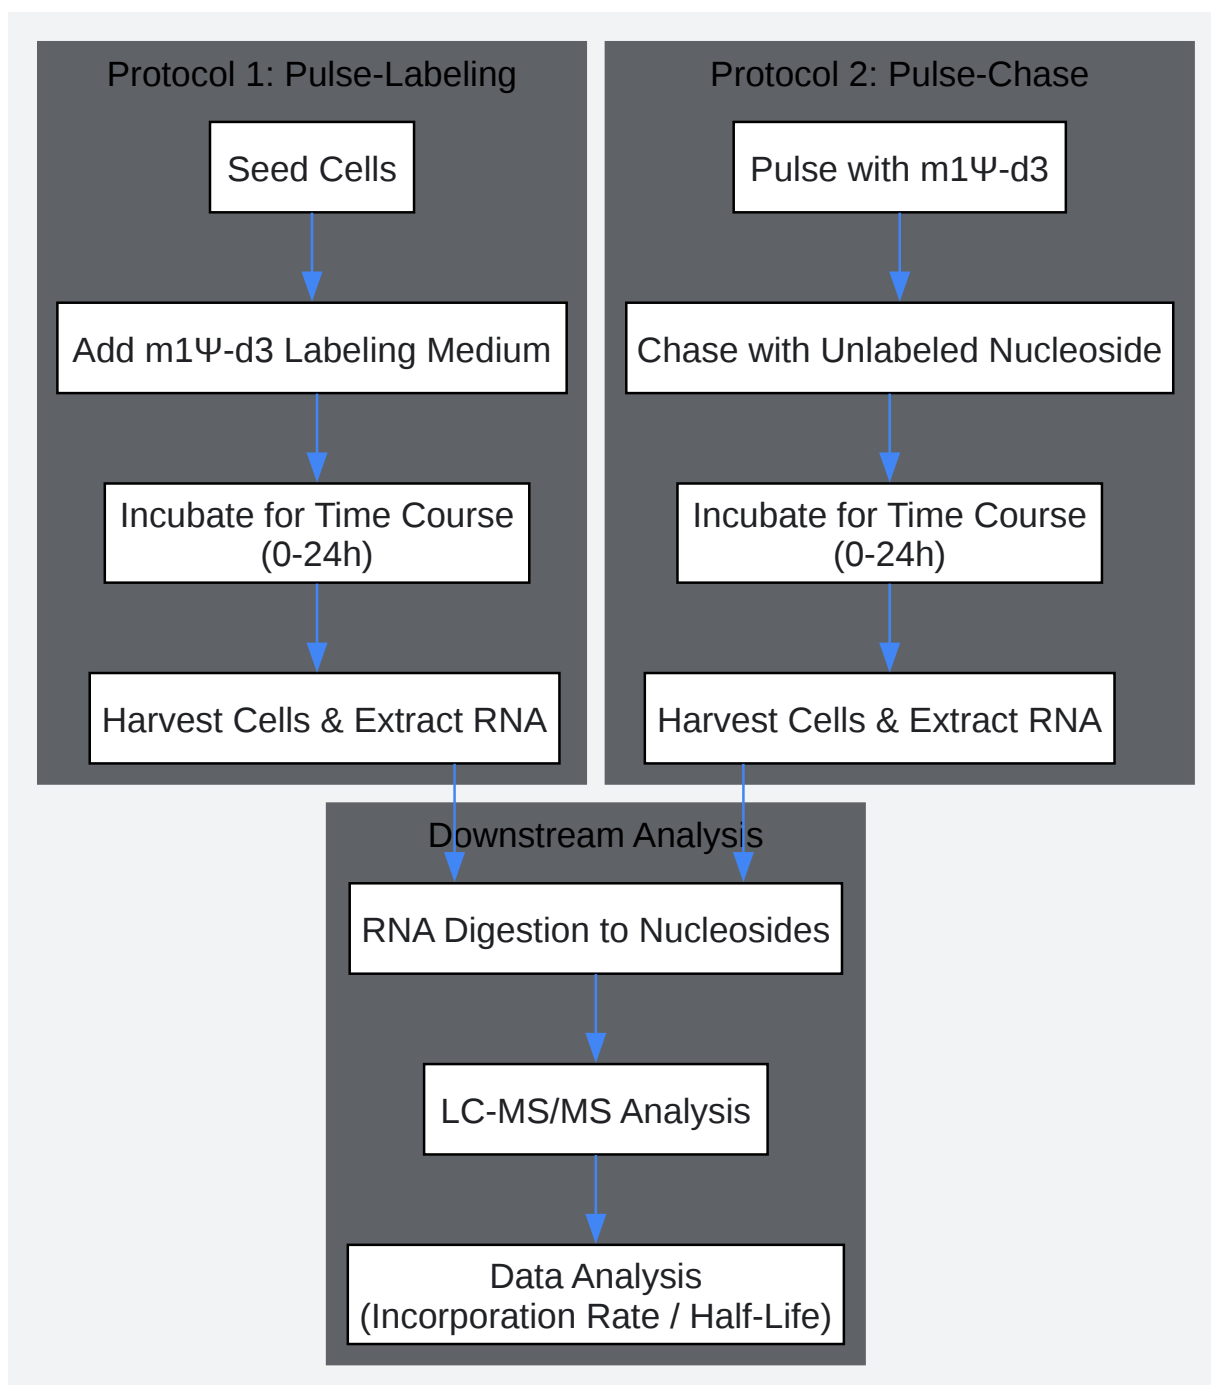 Protocol 1: Pulse-Labeling
Seed Cells
Add m1Ψ-d3 Labeling Medium
Incubate for Time Course
(0-24h)
Harvest Cells & Extract RNA
Protocol 2: Pulse-Chase
Pulse with m1Ψ-d3
Chase with Unlabeled Nucleoside
Incubate for Time Course
(0-24h)
Harvest Cells & Extract RNA
Downstream Analysis
RNA Digestion to Nucleosides
LC-MS/MS Analysis
Data Analysis
(Incorporation Rate / Half-Life)